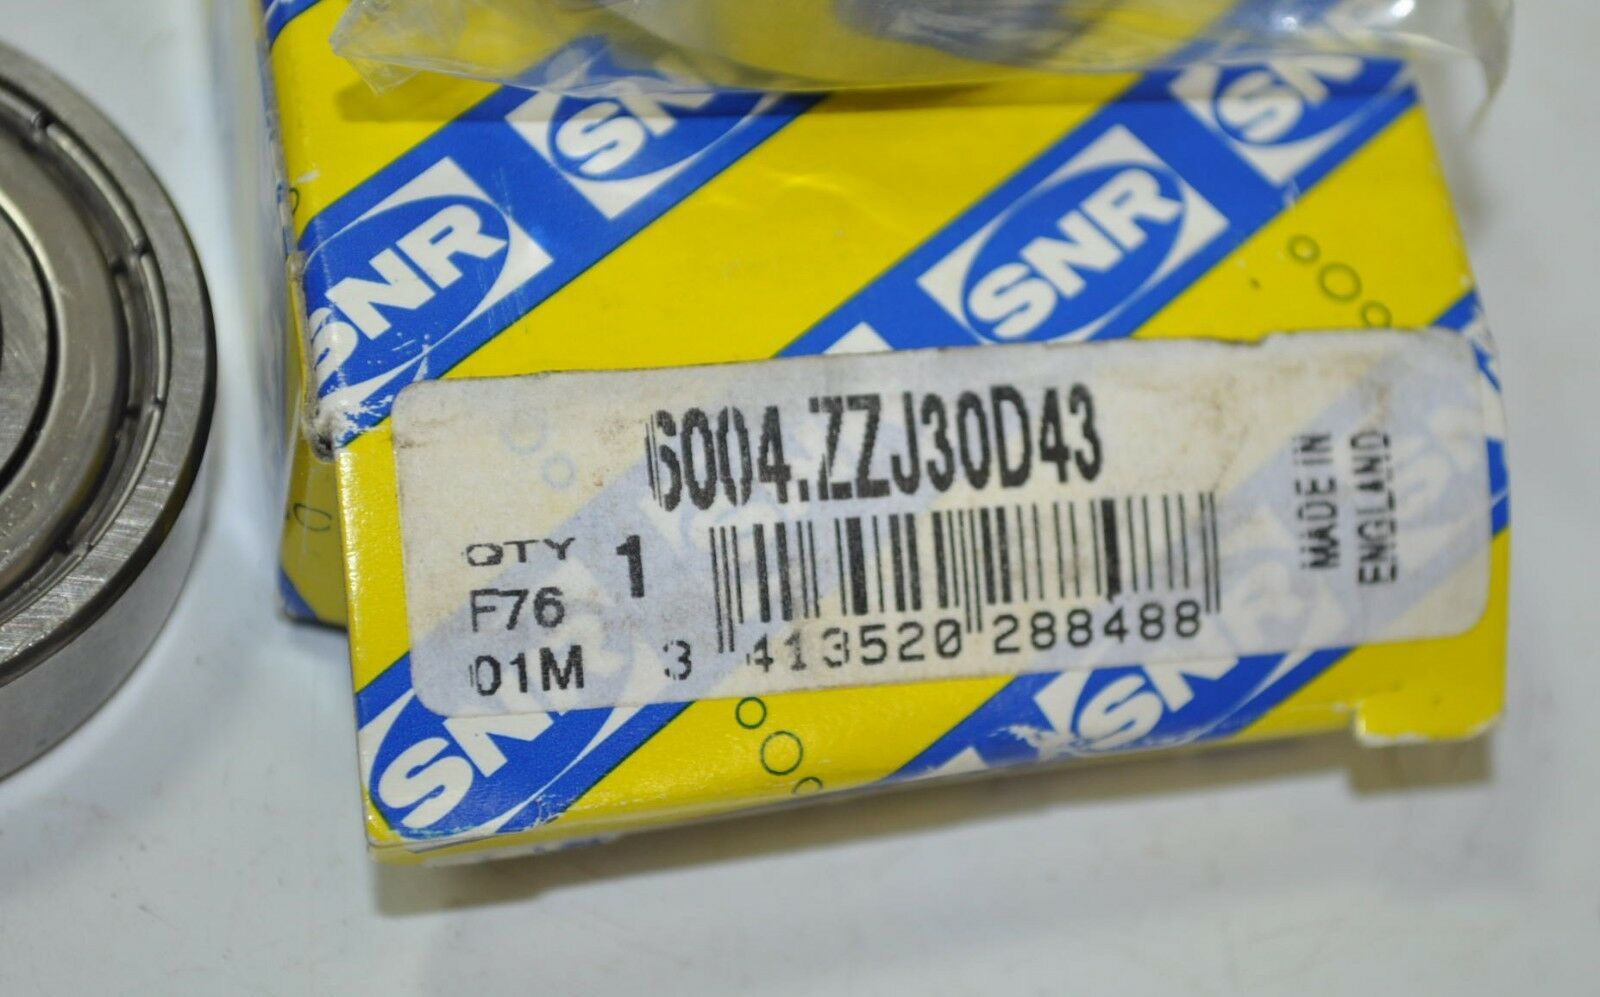 SNR
SNR
SNR
SNR
SNR
6004.ZZJ30D43
QTY 1
F76
01M
3 413520 288488
MADE IN
ENGLAND
SNR
SNR